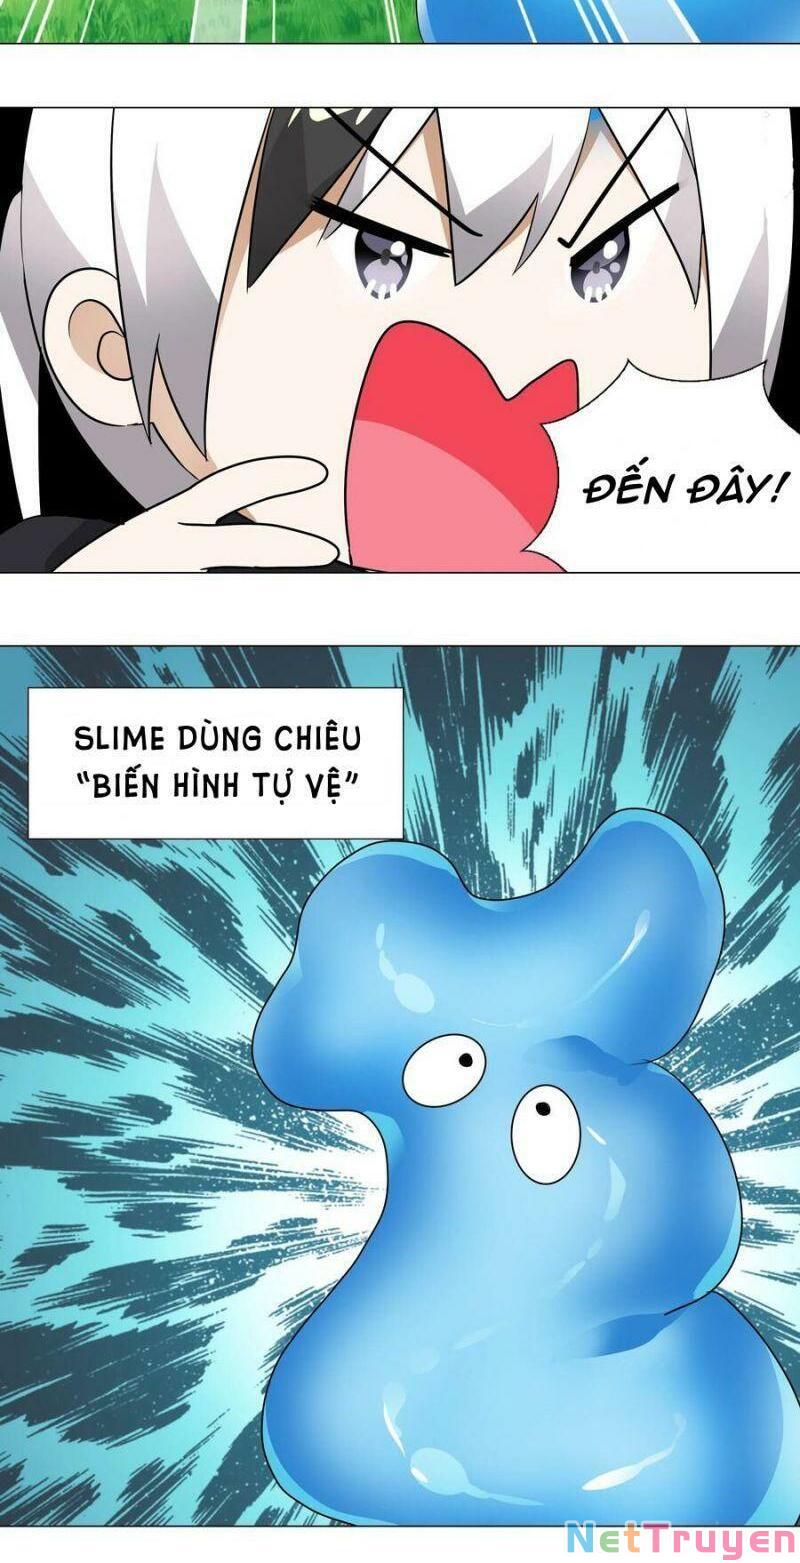 ĐẾN ĐÂY!
SLIME DÙNG CHIÊU
“BIẾN HÌNH TỰ VỆ”
NetTruyen